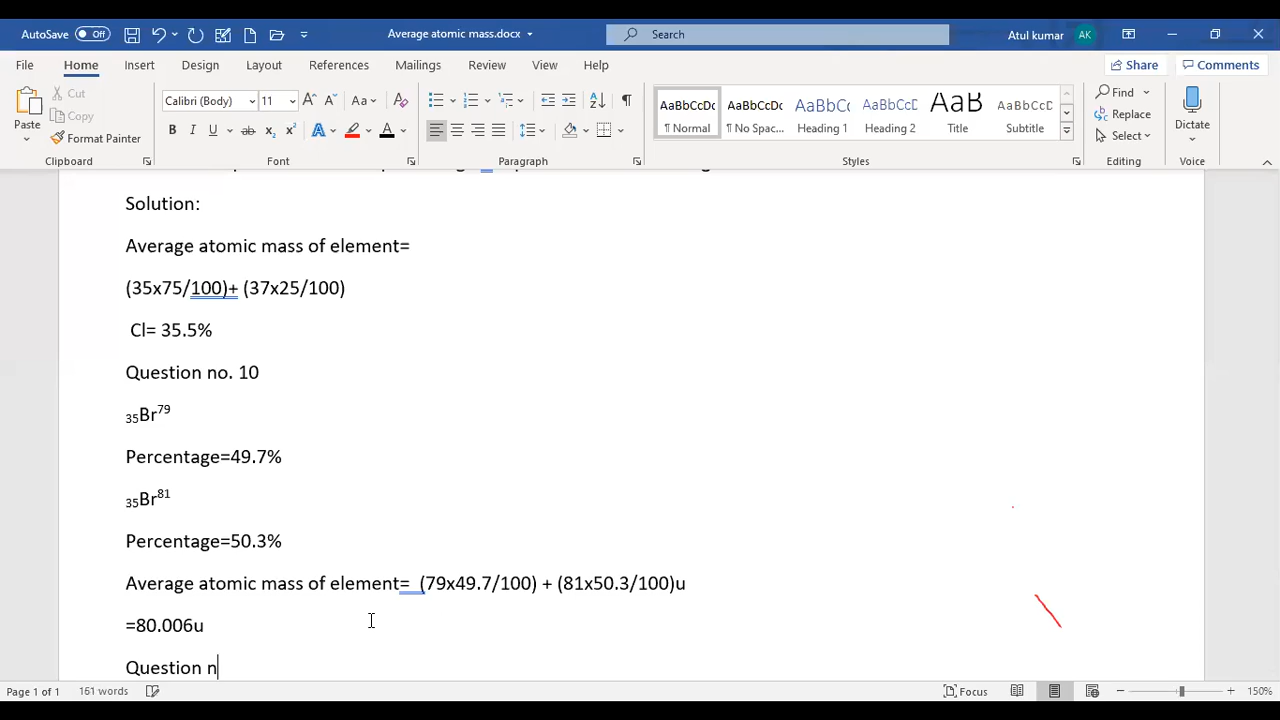 AutoSave Off Average atomic mass.docx Search Atul kumar AK
File Home Insert Design Layout References Mailings Review View Help Share Comments
Paste Cut Copy Format Painter
Calibri (Body) 11
AaBbCcDc AaBbCcDc AaBbCc AaBbCcD AaB AaBbCcD
¶ Normal ¶ No Spac... Heading 1 Heading 2 Title Subtitle
Find Replace Select Dictate
Clipboard Font Paragraph Styles Editing Voice
Solution:
Average atomic mass of element=
(35x75/100)+ (37x25/100)
Cl= 35.5%
Question no. 10
₃₅Br⁷⁹
Percentage=49.7%
₃₅Br⁸¹
Percentage=50.3%
Average atomic mass of element= (79x49.7/100) + (81x50.3/100)u
=80.006u
Question n
Page 1 of 1 161 words Focus 150%